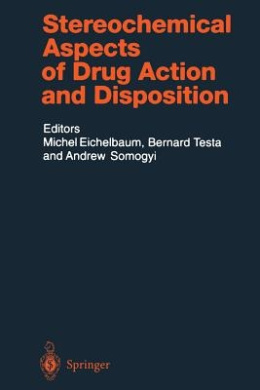 Stereochemical
Aspects
of Drug Action
and Disposition
Editors
Michel Eichelbaum, Bernard Testa
and Andrew Somogyi
Springer